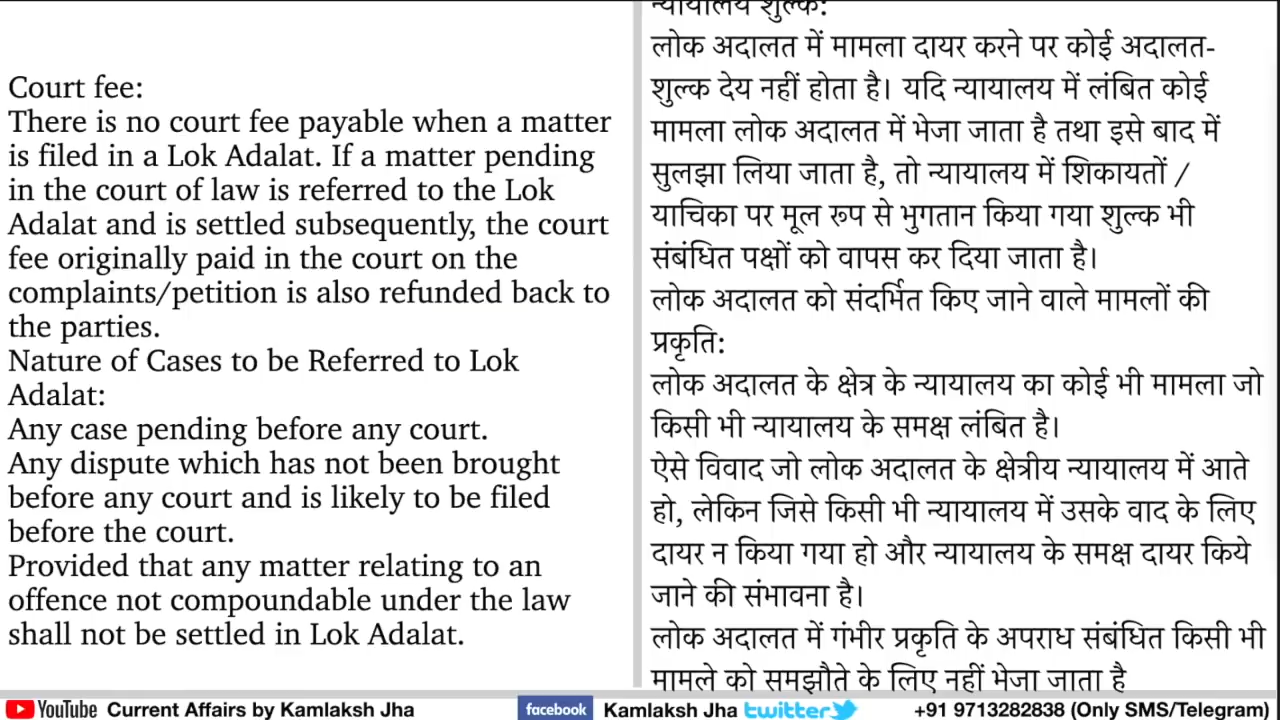 Court fee:
There is no court fee payable when a matter
is filed in a Lok Adalat. If a matter pending
in the court of law is referred to the Lok
Adalat and is settled subsequently, the court
fee originally paid in the court on the
complaints/petition is also refunded back to
the parties.
Nature of Cases to be Referred to Lok
Adalat:
Any case pending before any court.
Any dispute which has not been brought
before any court and is likely to be filed
before the court.
Provided that any matter relating to an
offence not compoundable under the law
shall not be settled in Lok Adalat.
न्यायालय शुल्क:
लोक अदालत में मामला दायर करने पर कोई अदालत-
शुल्क देय नहीं होता है। यदि न्यायालय में लंबित कोई
मामला लोक अदालत में भेजा जाता है तथा इसे बाद में
सुलझा लिया जाता है, तो न्यायालय में शिकायतों /
याचिका पर मूल रूप से भुगतान किया गया शुल्क भी
संबंधित पक्षों को वापस कर दिया जाता है।
लोक अदालत को संदर्भित किए जाने वाले मामलों की
प्रकृति:
लोक अदालत के क्षेत्र के न्यायालय का कोई भी मामला जो
किसी भी न्यायालय के समक्ष लंबित है।
ऐसे विवाद जो लोक अदालत के क्षेत्रीय न्यायालय में आते
हो, लेकिन जिसे किसी भी न्यायालय में उसके वाद के लिए
दायर न किया गया हो और न्यायालय के समक्ष दायर किये
जाने की संभावना है।
लोक अदालत में गंभीर प्रकृति के अपराध संबंधित किसी भी
मामले को समझौते के लिए नहीं भेजा जाता है
YouTube Current Affairs by Kamlaksh Jha facebook Kamlaksh Jha twitter +91 9713282838 (Only SMS/Telegram)